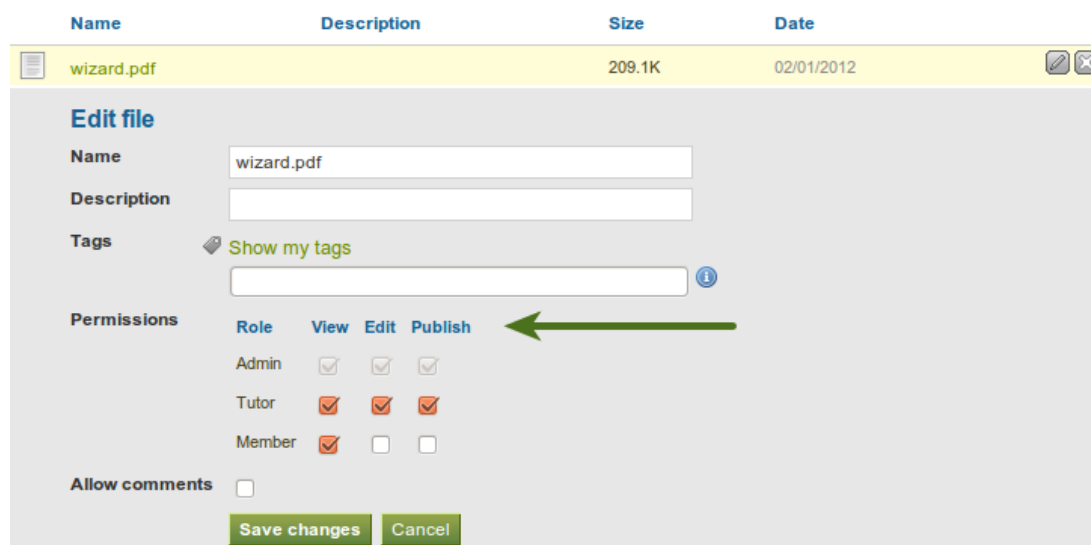 Name Description Size Date
wizard.pdf 209.1K 02/01/2012
Edit file
Name wizard.pdf
Description
Tags Show my tags
Permissions Role View Edit Publish
Admin
Tutor
Member
Allow comments
Save changes Cancel